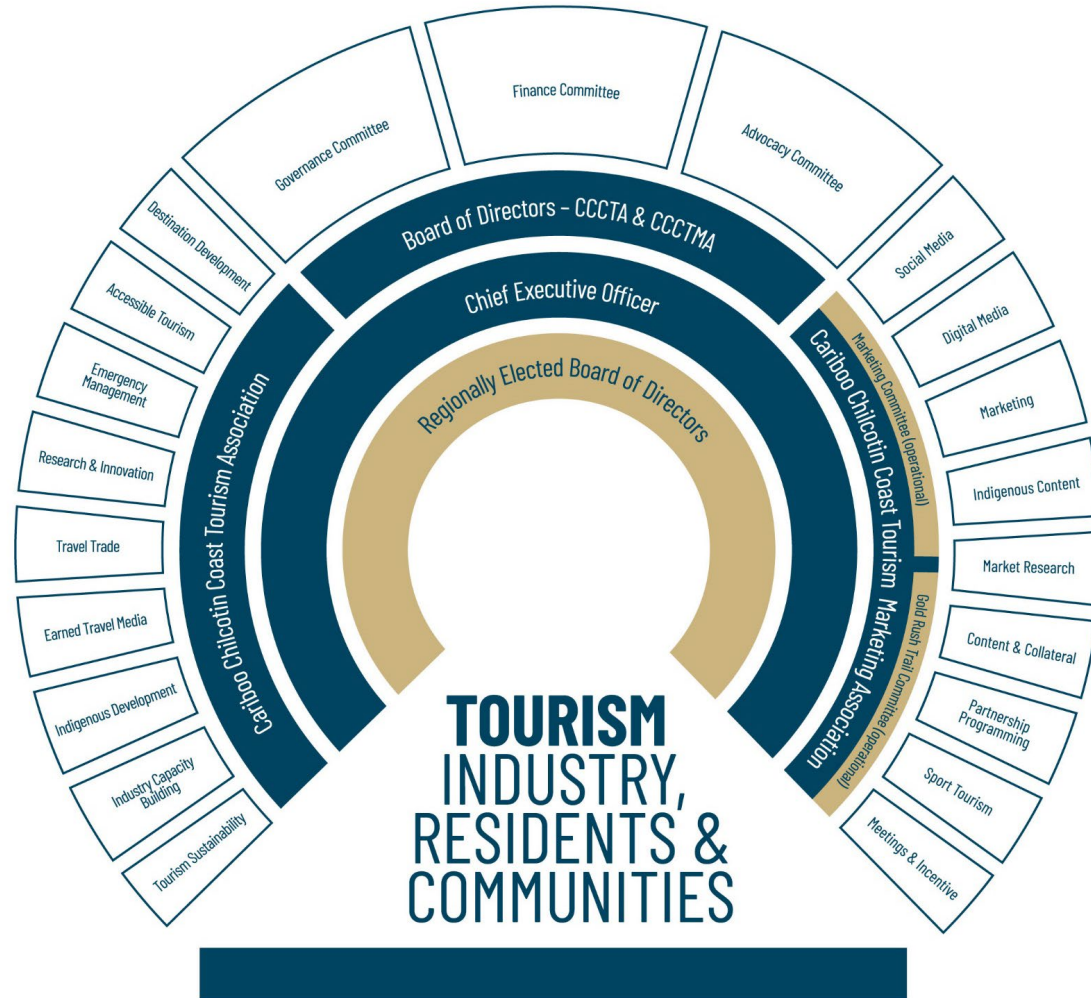 Governance Committee
Finance Committee
Advocacy Committee
Board of Directors – CCCTA & CCCTMA
Chief Executive Officer
Regionally Elected Board of Directors
Cariboo Chilcotin Coast Tourism Association
Destination Development
Accessible Tourism
Emergency
Management
Research & Innovation
Travel Trade
Earned Travel Media
Indigenous Development
Industry Capacity
Building
Tourism Sustainability
Cariboo Chilcotin Coast Tourism Marketing Association
Marketing Committee (operational)
Gold Rush Trail Committee (operational)
Social Media
Digital Media
Marketing
Indigenous Content
Market Research
Content & Collateral
Partnership
Programming
Sport Tourism
Meetings & Incentive
TOURISM
INDUSTRY,
RESIDENTS &
COMMUNITIES